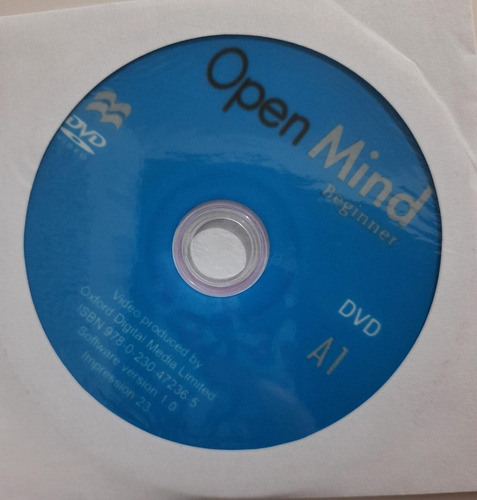 Open Mind
Beginner
DVD
DVD
A1
Video produced by
Oxford Digital Media Limited
ISBN 978-0-230-47236-5
Software version 1.0
Impression 23